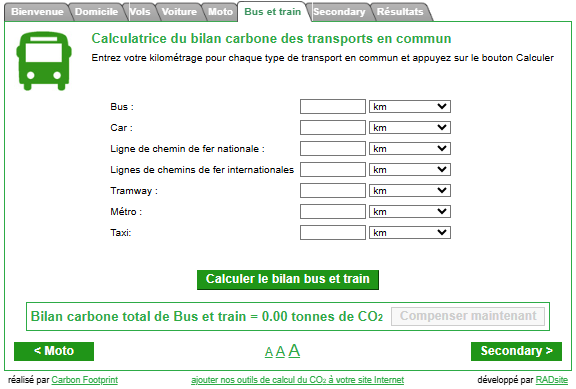 Bienvenue Domicile Vols Voiture Moto Bus et train Secondary Résultats
Calculatrice du bilan carbone des transports en commun
Entrez votre kilométrage pour chaque type de transport en commun et appuyez sur le bouton Calculer
Bus : km
Car : km
Ligne de chemin de fer nationale : km
Lignes de chemins de fer internationales km
Tramway : km
Métro : km
Taxi: km
Calculer le bilan bus et train
Bilan carbone total de Bus et train = 0.00 tonnes de CO2 Compenser maintenant
< Moto A A A Secondary >
réalisé par Carbon Footprint ajouter nos outils de calcul du CO2 à votre site Internet développé par RADsite